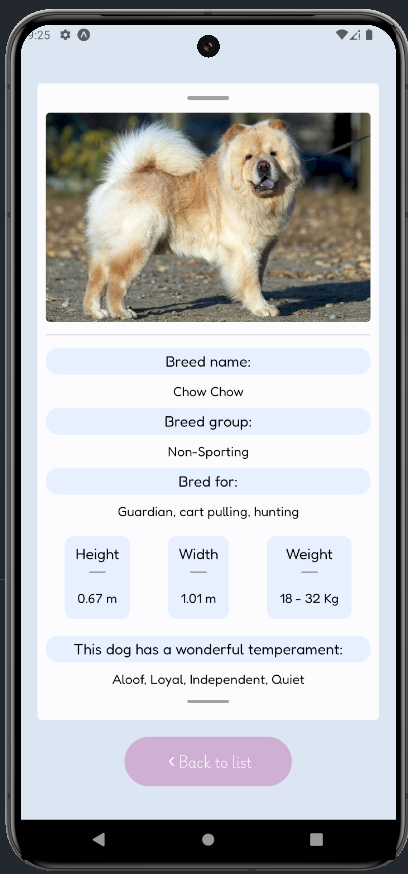 9:25
Breed name:
Chow Chow
Breed group:
Non-Sporting
Bred for:
Guardian, cart pulling, hunting
Height Width Weight
0.67 m 1.01 m 18 - 32 Kg
This dog has a wonderful temperament:
Aloof, Loyal, Independent, Quiet
Back to list